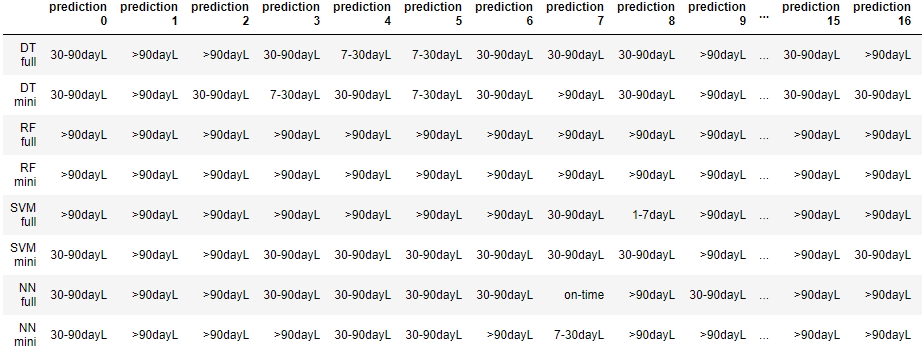 prediction prediction prediction prediction prediction prediction prediction prediction prediction prediction ... prediction prediction
0 1 2 3 4 5 6 7 8 9 15 16
DT full 30-90dayL >90dayL >90dayL 30-90dayL 7-30dayL 7-30dayL 30-90dayL 30-90dayL 30-90dayL >90dayL ... 30-90dayL >90dayL
DT mini 30-90dayL >90dayL 30-90dayL 7-30dayL 30-90dayL 7-30dayL 30-90dayL >90dayL 30-90dayL >90dayL ... 30-90dayL 30-90dayL
RF full >90dayL >90dayL >90dayL >90dayL >90dayL >90dayL >90dayL >90dayL >90dayL >90dayL ... >90dayL >90dayL
RF mini >90dayL >90dayL >90dayL >90dayL >90dayL >90dayL >90dayL >90dayL >90dayL >90dayL ... >90dayL >90dayL
SVM full >90dayL >90dayL >90dayL >90dayL >90dayL >90dayL >90dayL 30-90dayL 1-7dayL >90dayL ... >90dayL >90dayL
SVM mini 30-90dayL >90dayL >90dayL 30-90dayL 30-90dayL 30-90dayL 30-90dayL 30-90dayL 30-90dayL >90dayL ... >90dayL 30-90dayL
NN full 30-90dayL >90dayL >90dayL 30-90dayL 30-90dayL 30-90dayL 30-90dayL on-time >90dayL 30-90dayL ... >90dayL >90dayL
NN mini 30-90dayL >90dayL >90dayL >90dayL 30-90dayL 30-90dayL >90dayL 7-30dayL >90dayL >90dayL ... >90dayL >90dayL